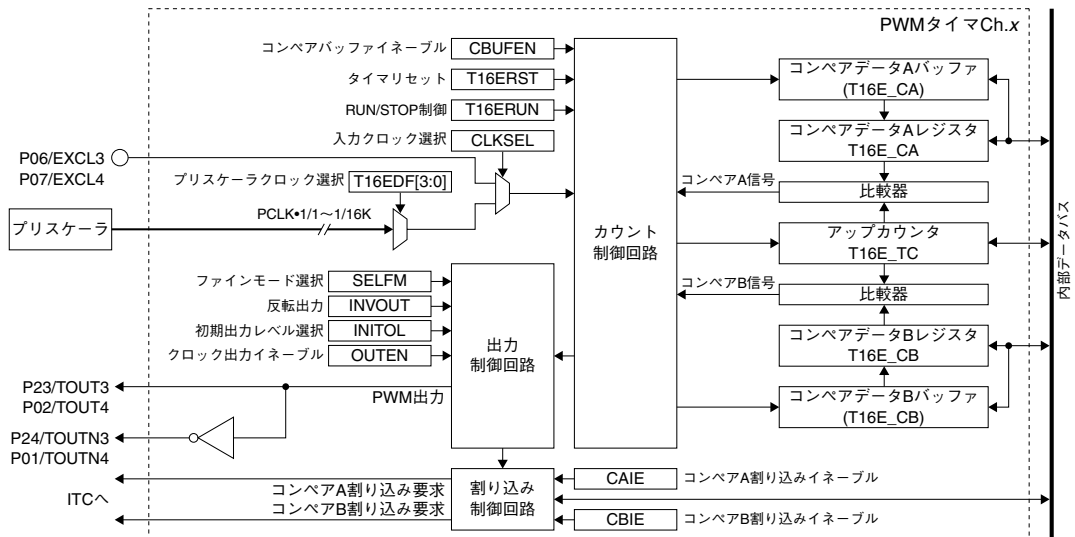 PWMタイマCh.x
コンペアバッファイネーブル CBUFEN
タイマリセット T16ERST
RUN/STOP制御 T16ERUN
入力クロック選択 CLKSEL
P06/EXCL3
P07/EXCL4
プリスケーラクロック選択 T16EDF[3:0]
プリスケーラ
PCLK•1/1～1/16K
カウント
制御回路
コンペアデータAバッファ
(T16E_CA)
コンペアデータAレジスタ
T16E_CA
コンペアA信号
比較器
アップカウンタ
T16E_TC
コンペアB信号
比較器
コンペアデータBレジスタ
T16E_CB
コンペアデータBバッファ
(T16E_CB)
内部データバス
ファインモード選択 SELFM
反転出力 INVOUT
初期出力レベル選択 INITOL
クロック出力イネーブル OUTEN
出力
制御回路
P23/TOUT3
P02/TOUT4
PWM出力
P24/TOUTN3
P01/TOUTN4
ITCへ
コンペアA割り込み要求
コンペアB割り込み要求
割り込み
制御回路
CAIE コンペアA割り込みイネーブル
CBIE コンペアB割り込みイネーブル